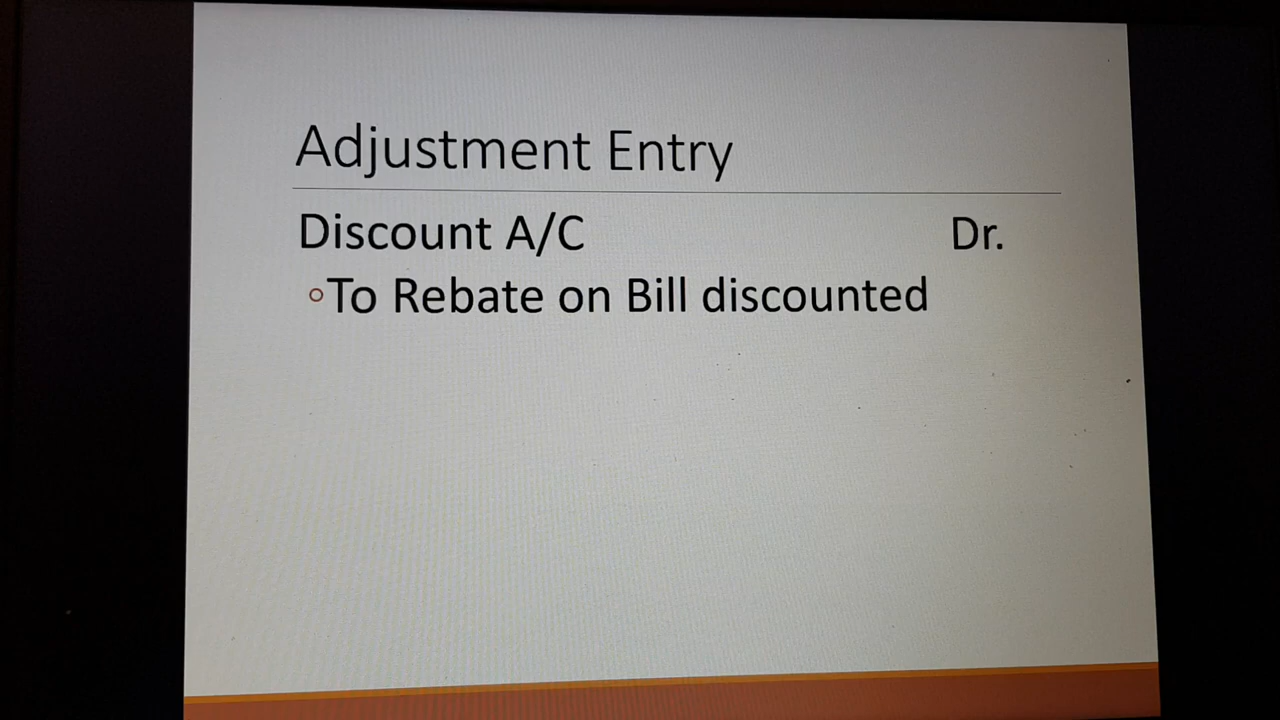 Adjustment Entry
Discount A/C Dr.
To Rebate on Bill discounted